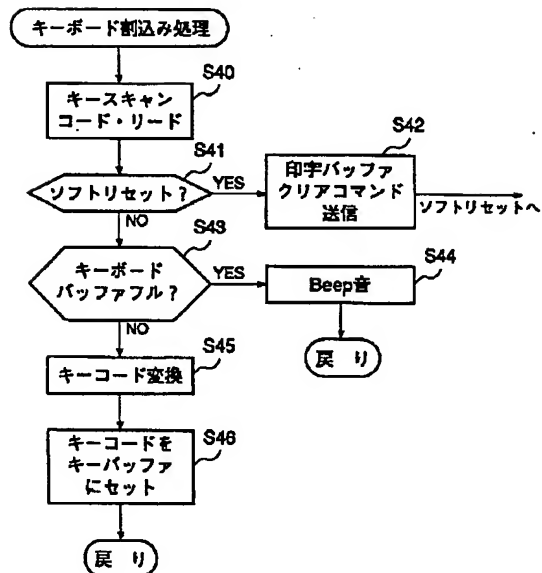 キーボード割込み処理
S40
キースキャン
コード・リード
S41
ソフトリセット?
YES
NO
S42
印字バッファ
クリアコマンド
送信
ソフトリセットへ
S43
キーボード
バッファフル?
YES
NO
S44
Beep音
戻 り
S45
キーコード変換
S46
キーコードを
キーバッファ
にセット
戻 り